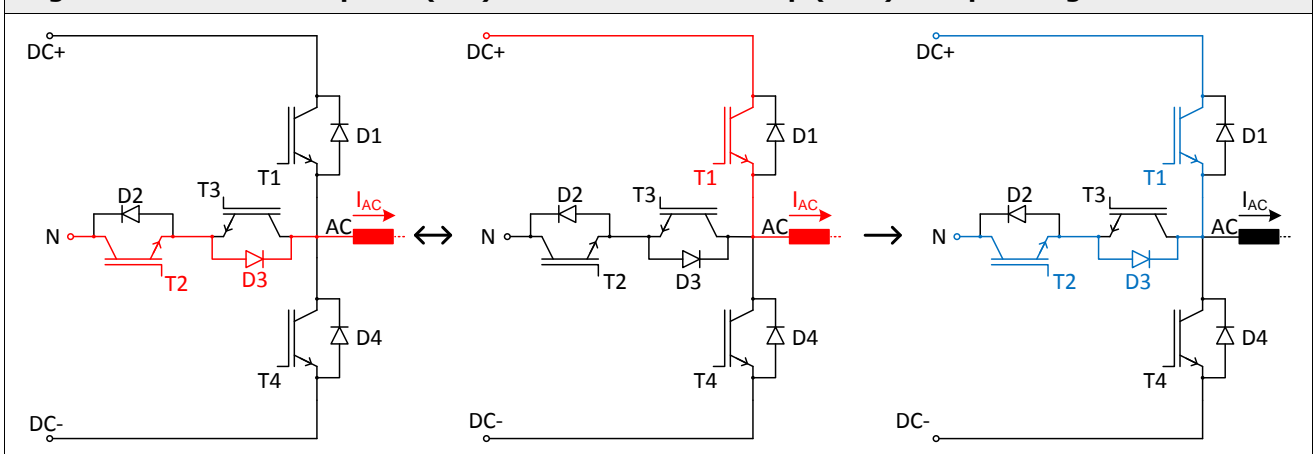 DC+
D1
T1
D2
T3
I_AC
AC
N
T2
D3
D4
T4
DC-
DC+
D1
T1
D2
T3
I_AC
AC
N
T2
D3
D4
T4
DC-
DC+
D1
T1
D2
T3
I_AC
AC
N
T2
D3
D4
T4
DC-